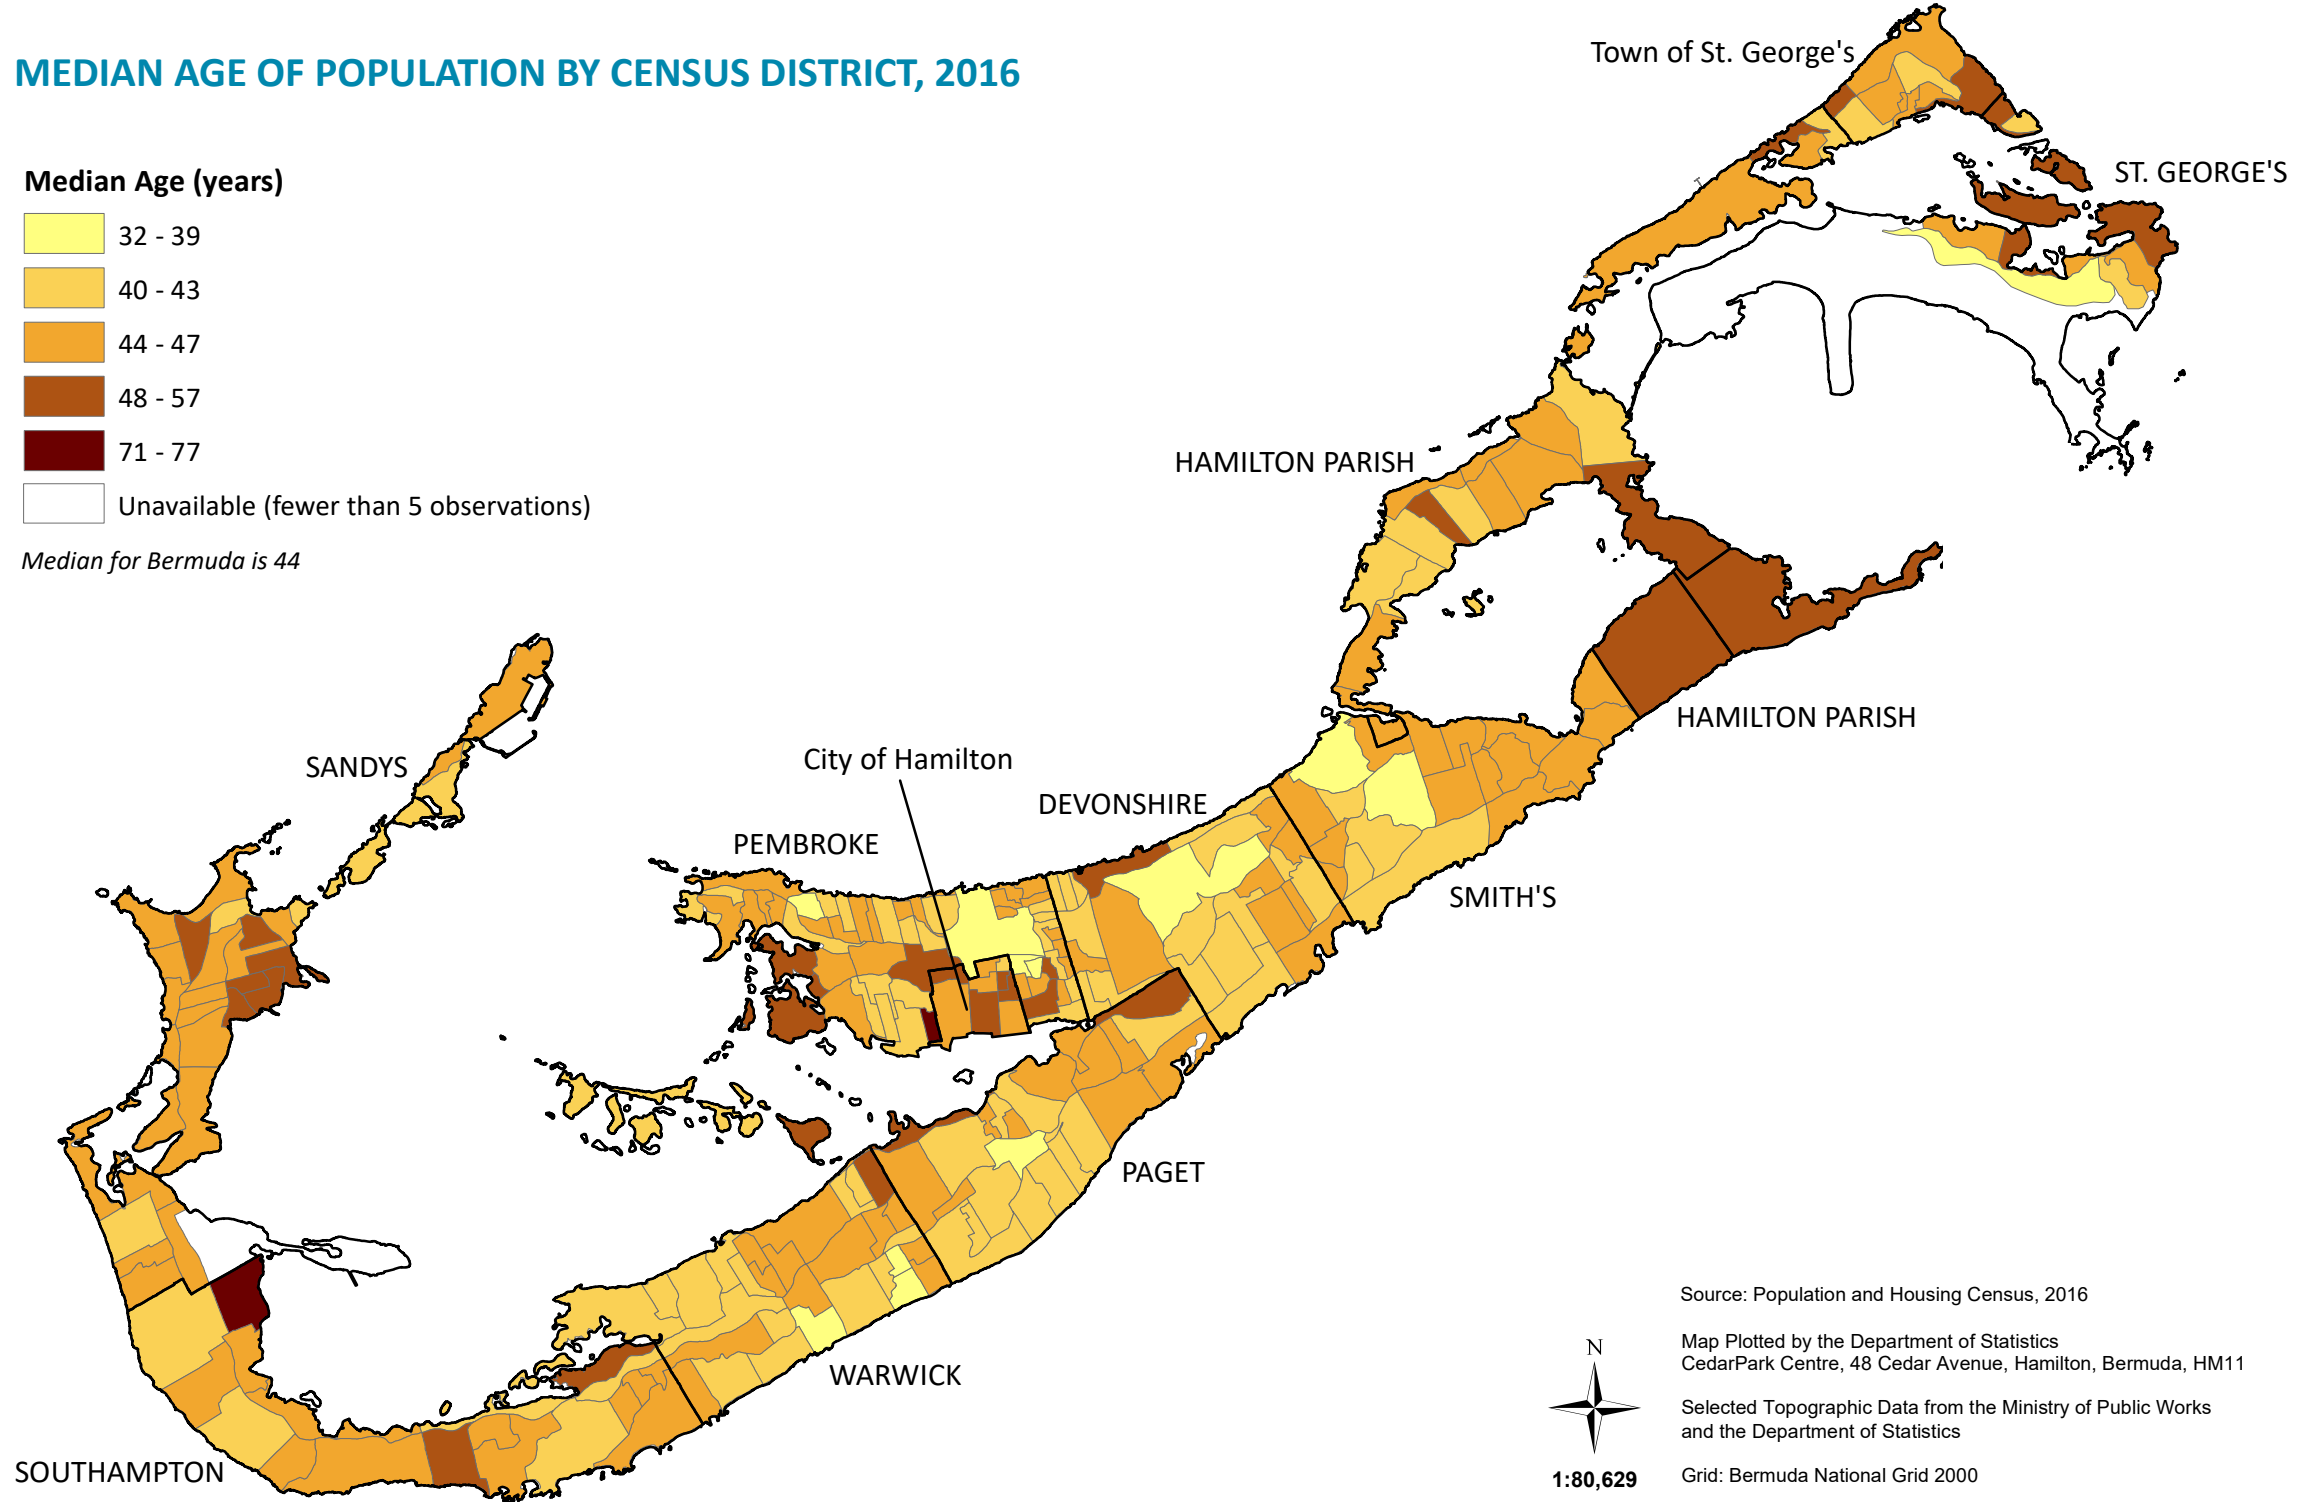 MEDIAN AGE OF POPULATION BY CENSUS DISTRICT, 2016
Median Age (years)
32 - 39
40 - 43
44 - 47
48 - 57
71 - 77
Unavailable (fewer than 5 observations)
Median for Bermuda is 44
Town of St. George's
ST. GEORGE'S
HAMILTON PARISH
HAMILTON PARISH
SANDYS
City of Hamilton
DEVONSHIRE
PEMBROKE
SMITH'S
PAGET
WARWICK
SOUTHAMPTON
N
1:80,629
Source: Population and Housing Census, 2016
Map Plotted by the Department of Statistics
CedarPark Centre, 48 Cedar Avenue, Hamilton, Bermuda, HM11
Selected Topographic Data from the Ministry of Public Works
and the Department of Statistics
Grid: Bermuda National Grid 2000